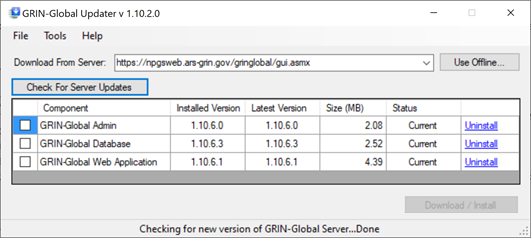 GRIN-Global Updater v 1.10.2.0
File Tools Help
Download From Server: https://npgsweb.ars-grin.gov/gringlobal/gui.asmx Use Offline...
Check For Server Updates
Component Installed Version Latest Version Size (MB) Status
GRIN-Global Admin 1.10.6.0 1.10.6.0 2.08 Current Uninstall
GRIN-Global Database 1.10.6.3 1.10.6.3 2.52 Current Uninstall
GRIN-Global Web Application 1.10.6.1 1.10.6.1 4.39 Current Uninstall
Download / Install
Checking for new version of GRIN-Global Server...Done